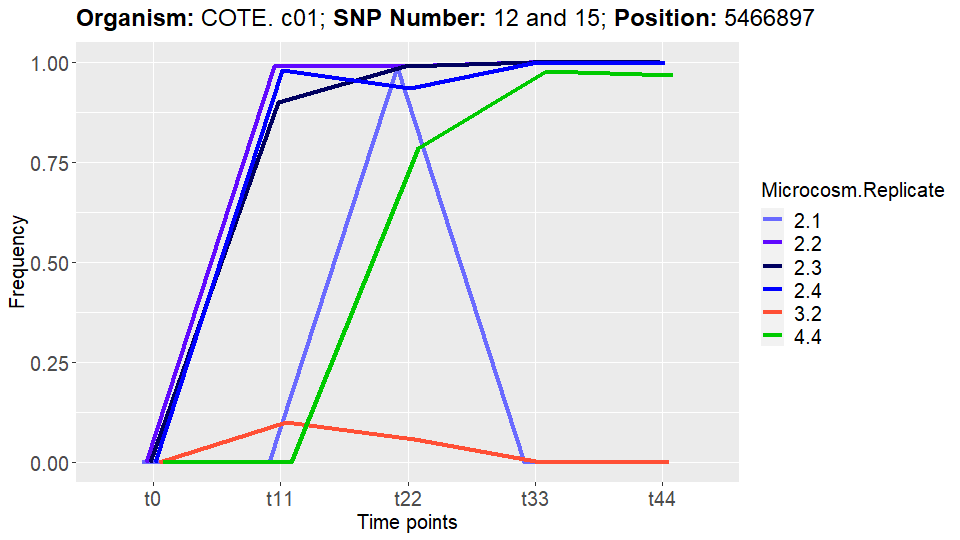 Organism: COTE. c01; SNP Number: 12 and 15; Position: 5466897
1.00
0.75
0.50
0.25
0.00
Frequency
t0 t11 t22 t33 t44
Time points
Microcosm.Replicate
2.1
2.2
2.3
2.4
3.2
4.4